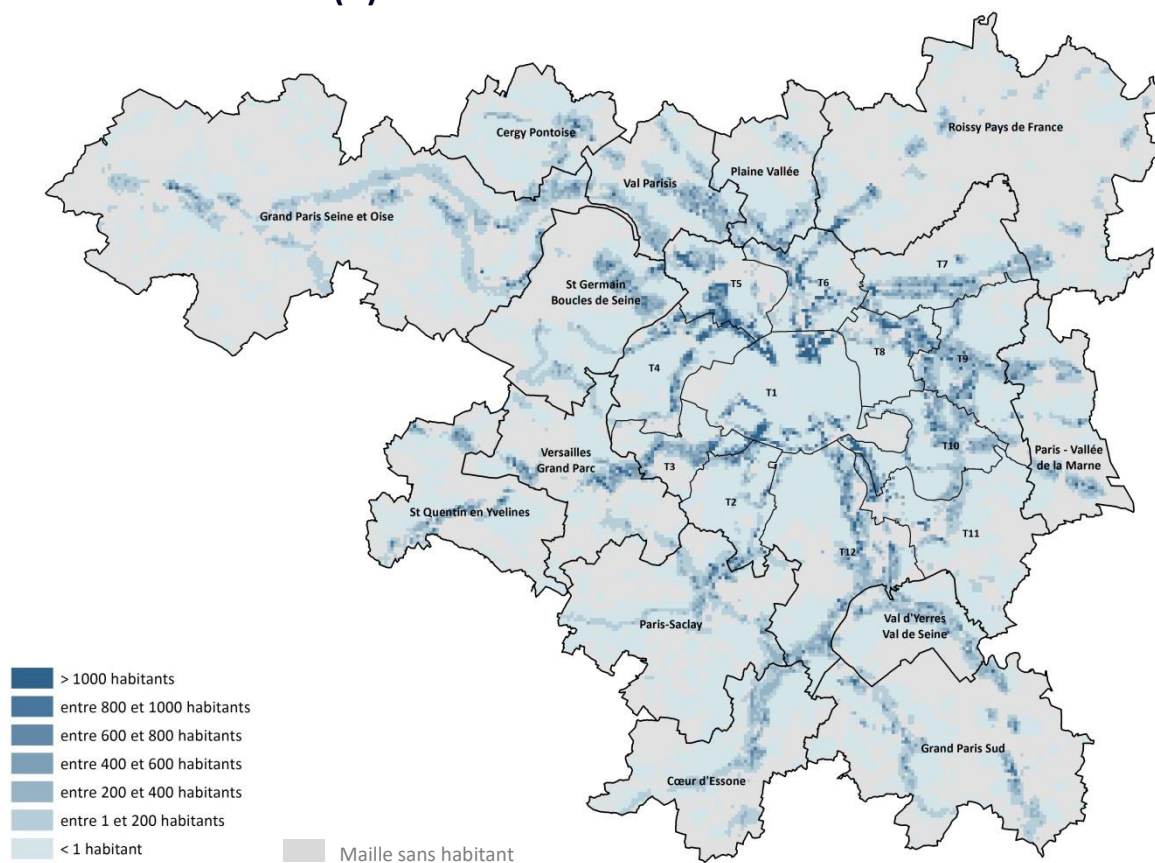 ( )
Cergy Pontoise
Roissy Pays de France
Val Parisis
Plaine Vallée
Grand Paris Seine et Oise
T7
St Germain
Boucles de Seine
T5
T6
T8
T9
T4
T1
T10
Versailles
Grand Parc
T3
Paris - Vallée
de la Marne
T2
St Quentin en Yvelines
T11
T12
Paris-Saclay
Val d'Yerres
Val de Seine
Grand Paris Sud
Cœur d'Essone
> 1000 habitants
entre 800 et 1000 habitants
entre 600 et 800 habitants
entre 400 et 600 habitants
entre 200 et 400 habitants
entre 1 et 200 habitants
< 1 habitant
Maille sans habitant